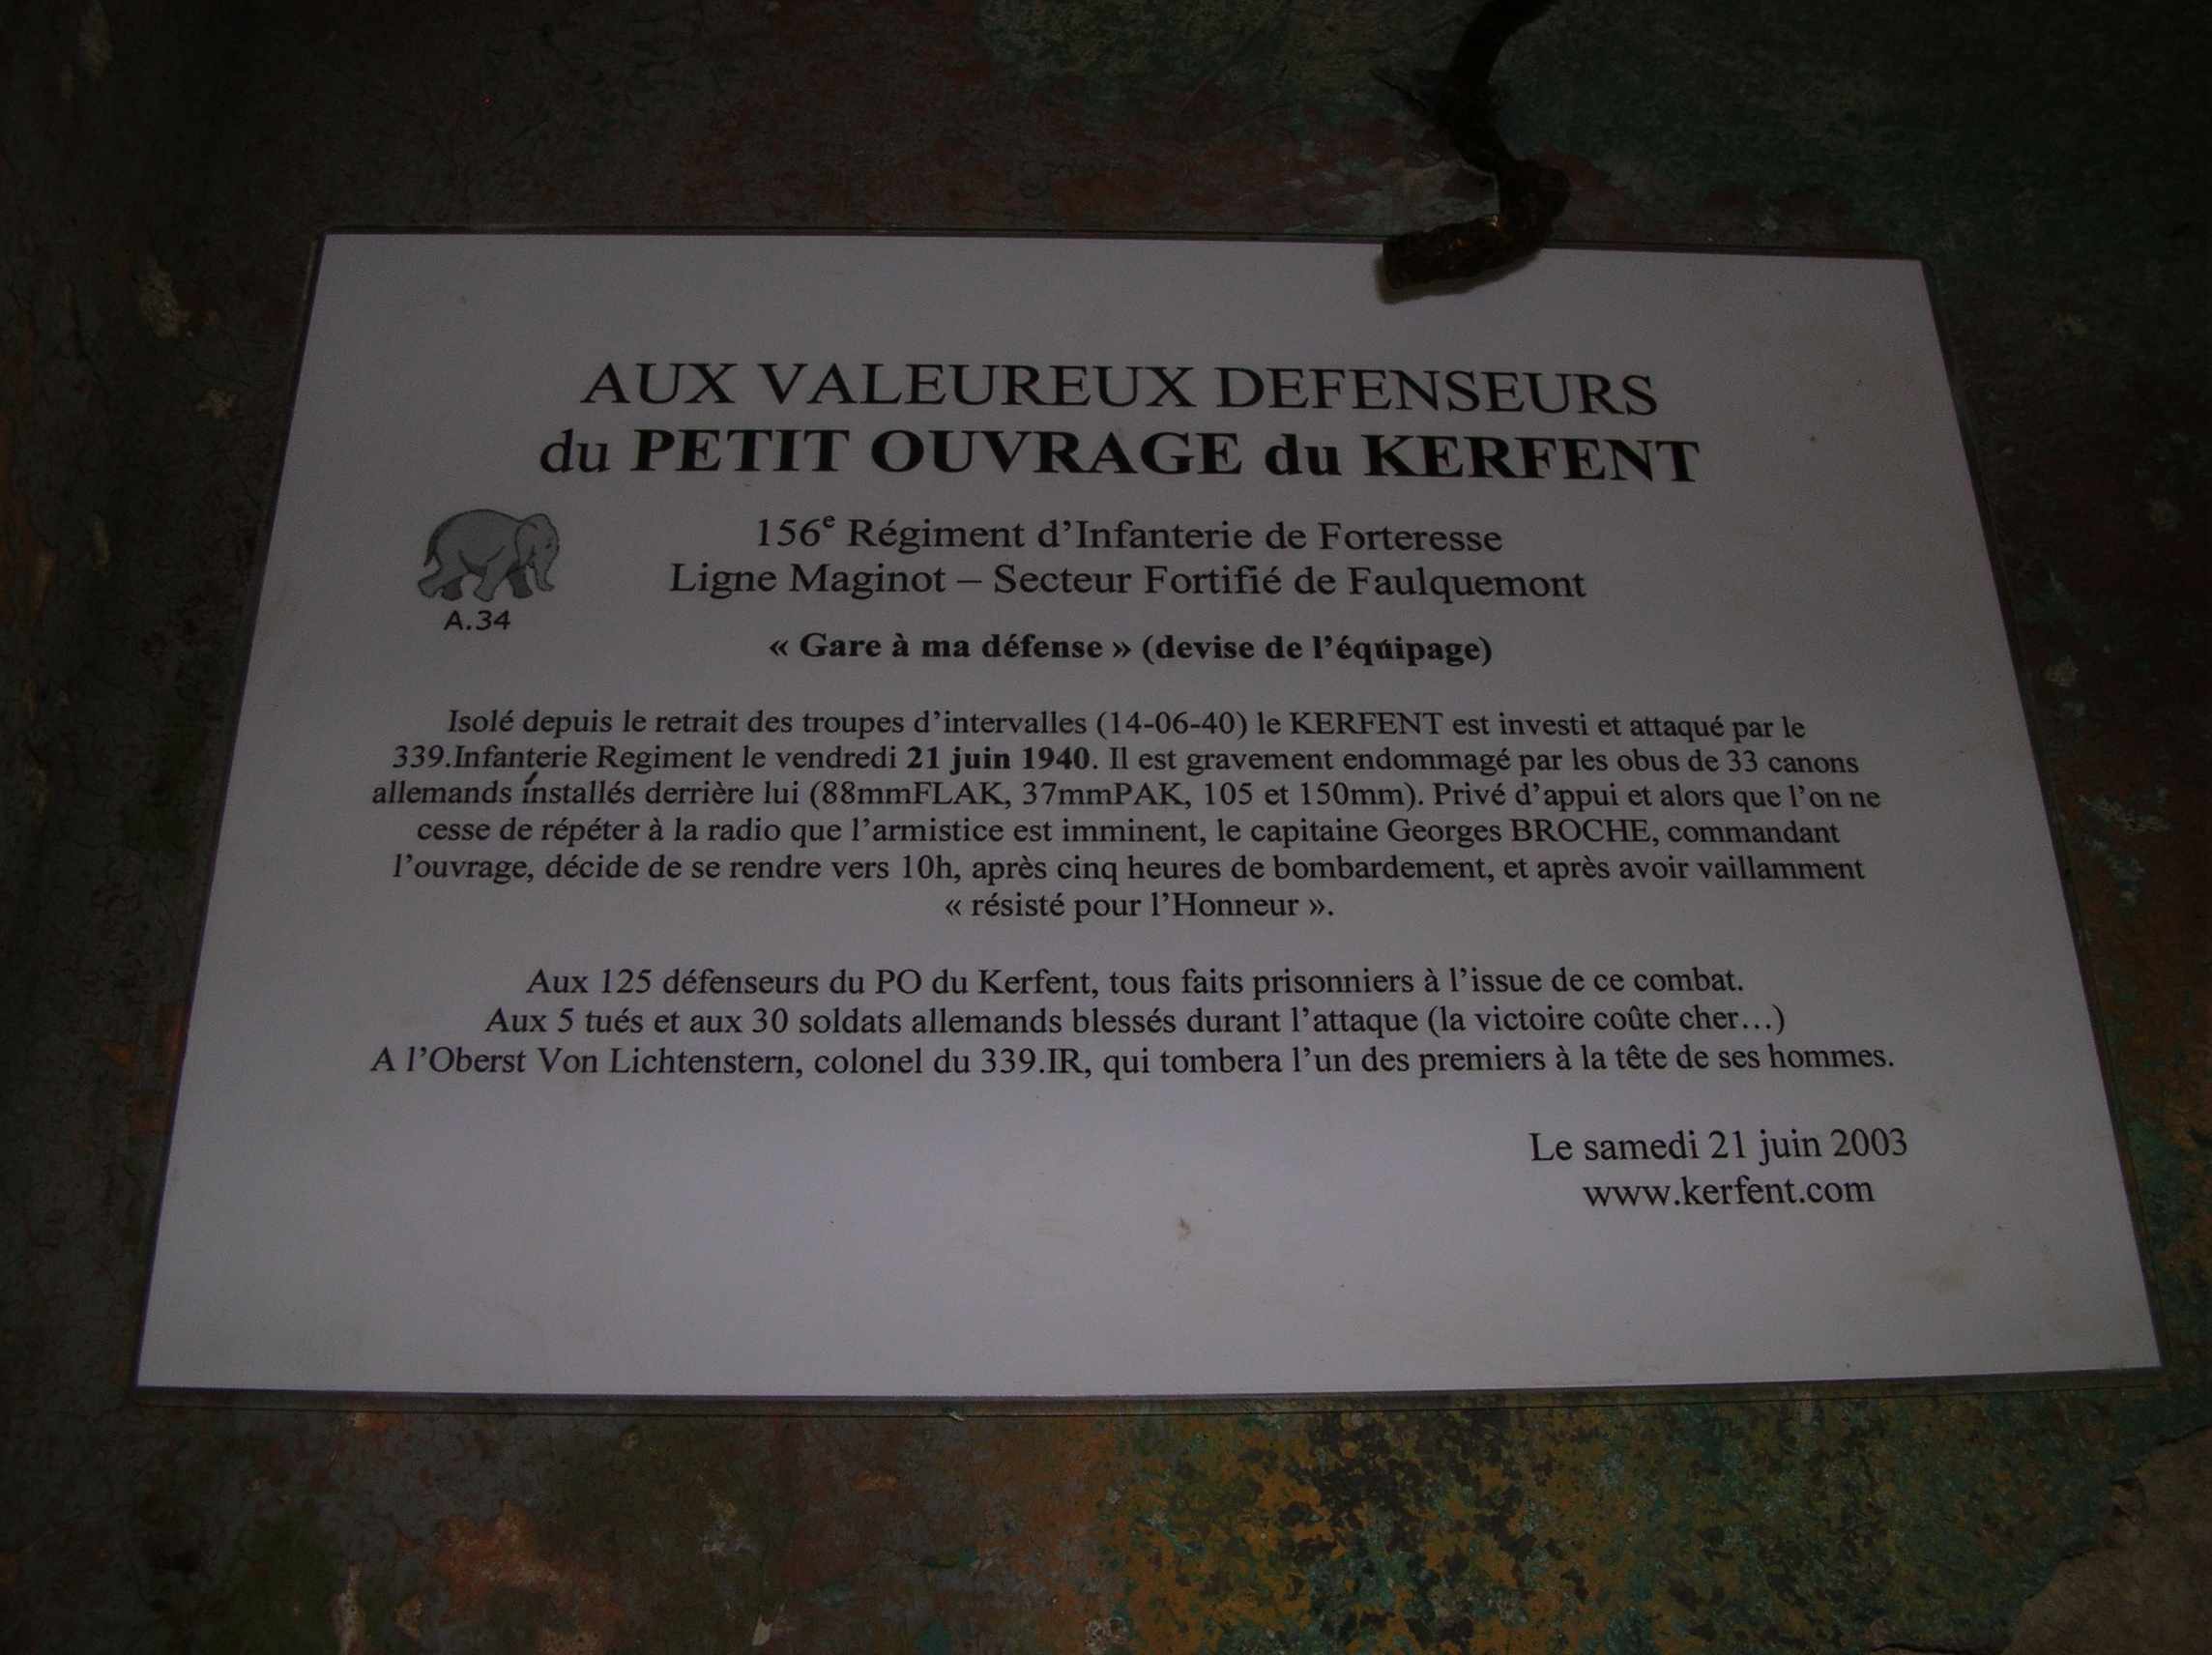 AUX VALEUREUX DEFENSEURS
du PETIT OUVRAGE du KERFENT
156e Régiment d'Infanterie de Forteresse
Ligne Maginot – Secteur Fortifié de Faulquemont
A.34
« Gare à ma défense » (devise de l'équipage)
Isolé depuis le retrait des troupes d'intervalles (14-06-40) le KERFENT est investi et attaqué par le
339.Infanterie Regiment le vendredi 21 juin 1940. Il est gravement endommagé par les obus de 33 canons
allemands installés derrière lui (88mmFLAK, 37mmPAK, 105 et 150mm). Privé d'appui et alors que l'on ne
cesse de répéter à la radio que l'armistice est imminent, le capitaine Georges BROCHE, commandant
l'ouvrage, décide de se rendre vers 10h, après cinq heures de bombardement, et après avoir vaillamment
« résisté pour l'Honneur ».
Aux 125 défenseurs du PO du Kerfent, tous faits prisonniers à l'issue de ce combat.
Aux 5 tués et aux 30 soldats allemands blessés durant l'attaque (la victoire coûte cher…)
A l'Oberst Von Lichtenstern, colonel du 339.IR, qui tombera l'un des premiers à la tête de ses hommes.
Le samedi 21 juin 2003
www.kerfent.com